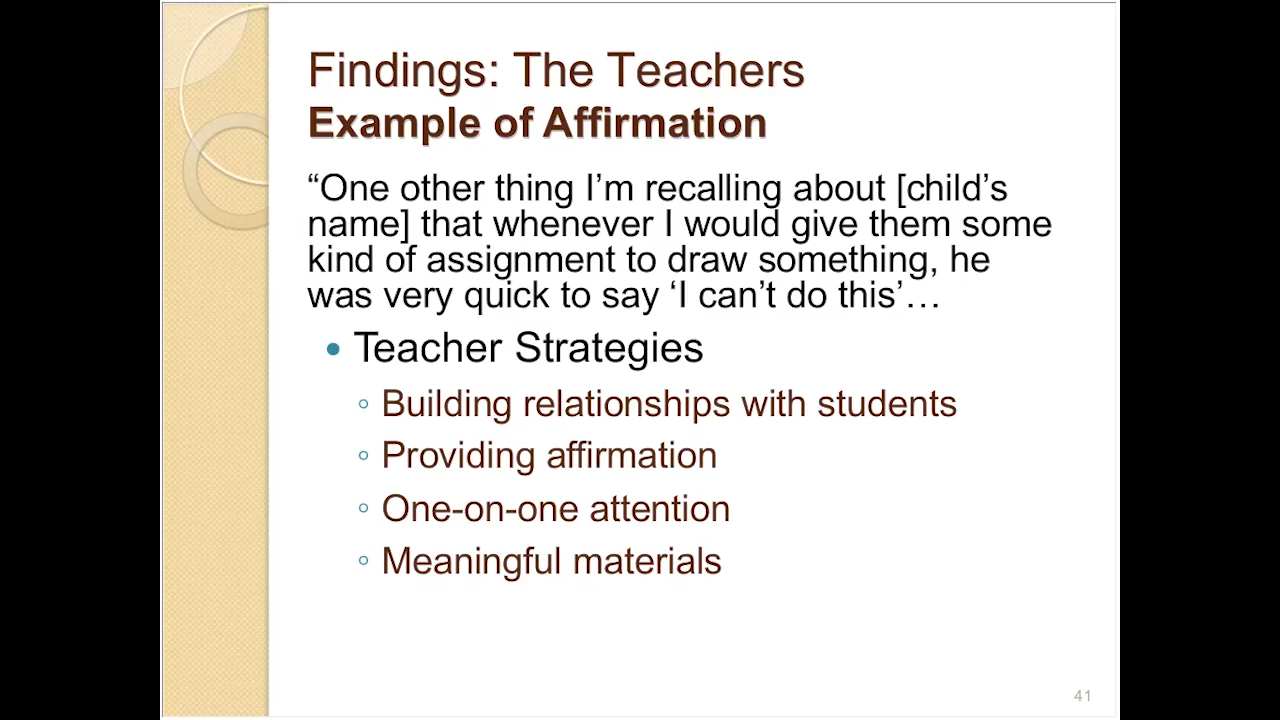 Findings: The Teachers
Example of Affirmation
“One other thing I’m recalling about [child’s
name] that whenever I would give them some
kind of assignment to draw something, he
was very quick to say ‘I can’t do this’…
• Teacher Strategies
◦ Building relationships with students
◦ Providing affirmation
◦ One-on-one attention
◦ Meaningful materials
41